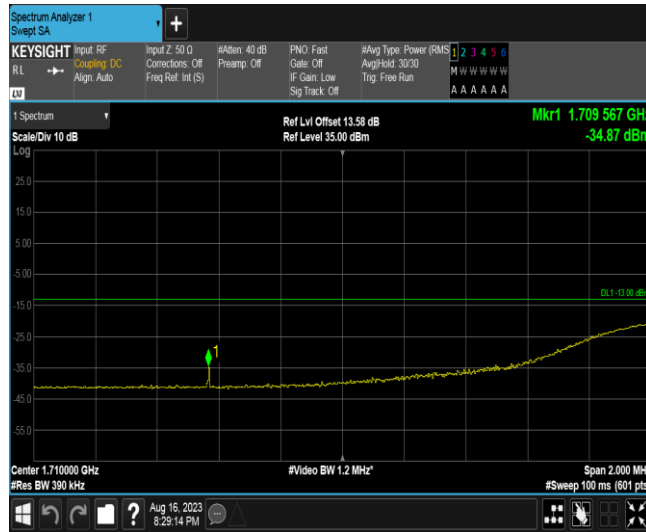 Spectrum Analyzer 1
Swept SA
+
KEYSIGHT
RL
LXI
Input: RF
Coupling: DC
Align: Auto
Input Z: 50 Ω
Corrections: Off
Freq Ref: Int (S)
#Atten: 40 dB
Preamp: Off
PNO: Fast
Gate: Off
IF Gain: Low
Sig Track: Off
#Avg Type: Power (RMS
Avg|Hold: 30/30
Trig: Free Run
1 2 3 4 5 6
M W W W W W
A A A A A A
1 Spectrum
Scale/Div 10 dB
Log
Ref Lvl Offset 13.58 dB
Ref Level 35.00 dBm
Mkr1 1.709 567 GHz
-34.87 dBm
25.0
15.0
5.00
-5.00
-15.0
-25.0
-35.0
-45.0
-55.0
DL1 -13.00 dBm
1
Center 1.710000 GHz
#Res BW 390 kHz
#Video BW 1.2 MHz*
Span 2.000 MH
#Sweep 100 ms (601 pts
?
Aug 16, 2023
8:29:14 PM